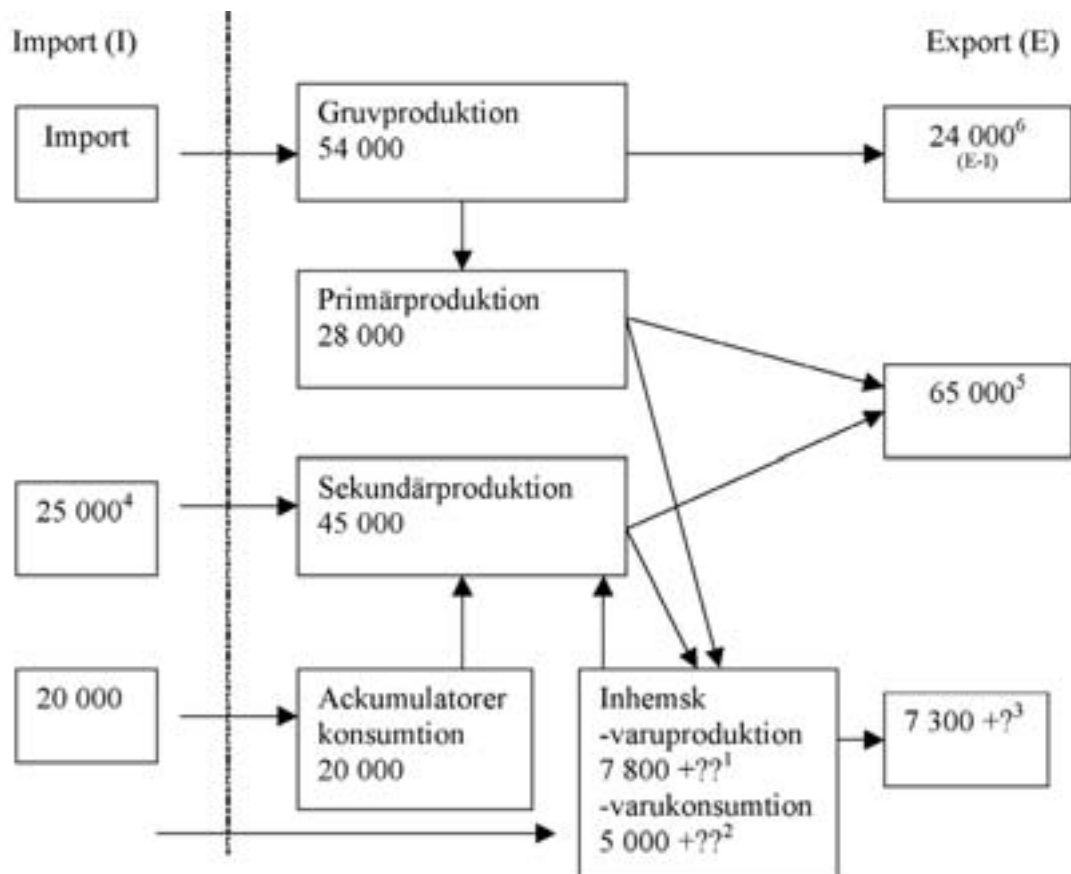 Import (I)
Export (E)
Import
Gruvproduktion
54 000
24 000⁶
(E-I)
Primärproduktion
28 000
65 000⁵
25 000⁴
Sekundärproduktion
45 000
20 000
Ackumulatorer
konsumtion
20 000
Inhemsk
-varuproduktion
7 800 +??¹
-varukonsumtion
5 000 +??²
7 300 +?³